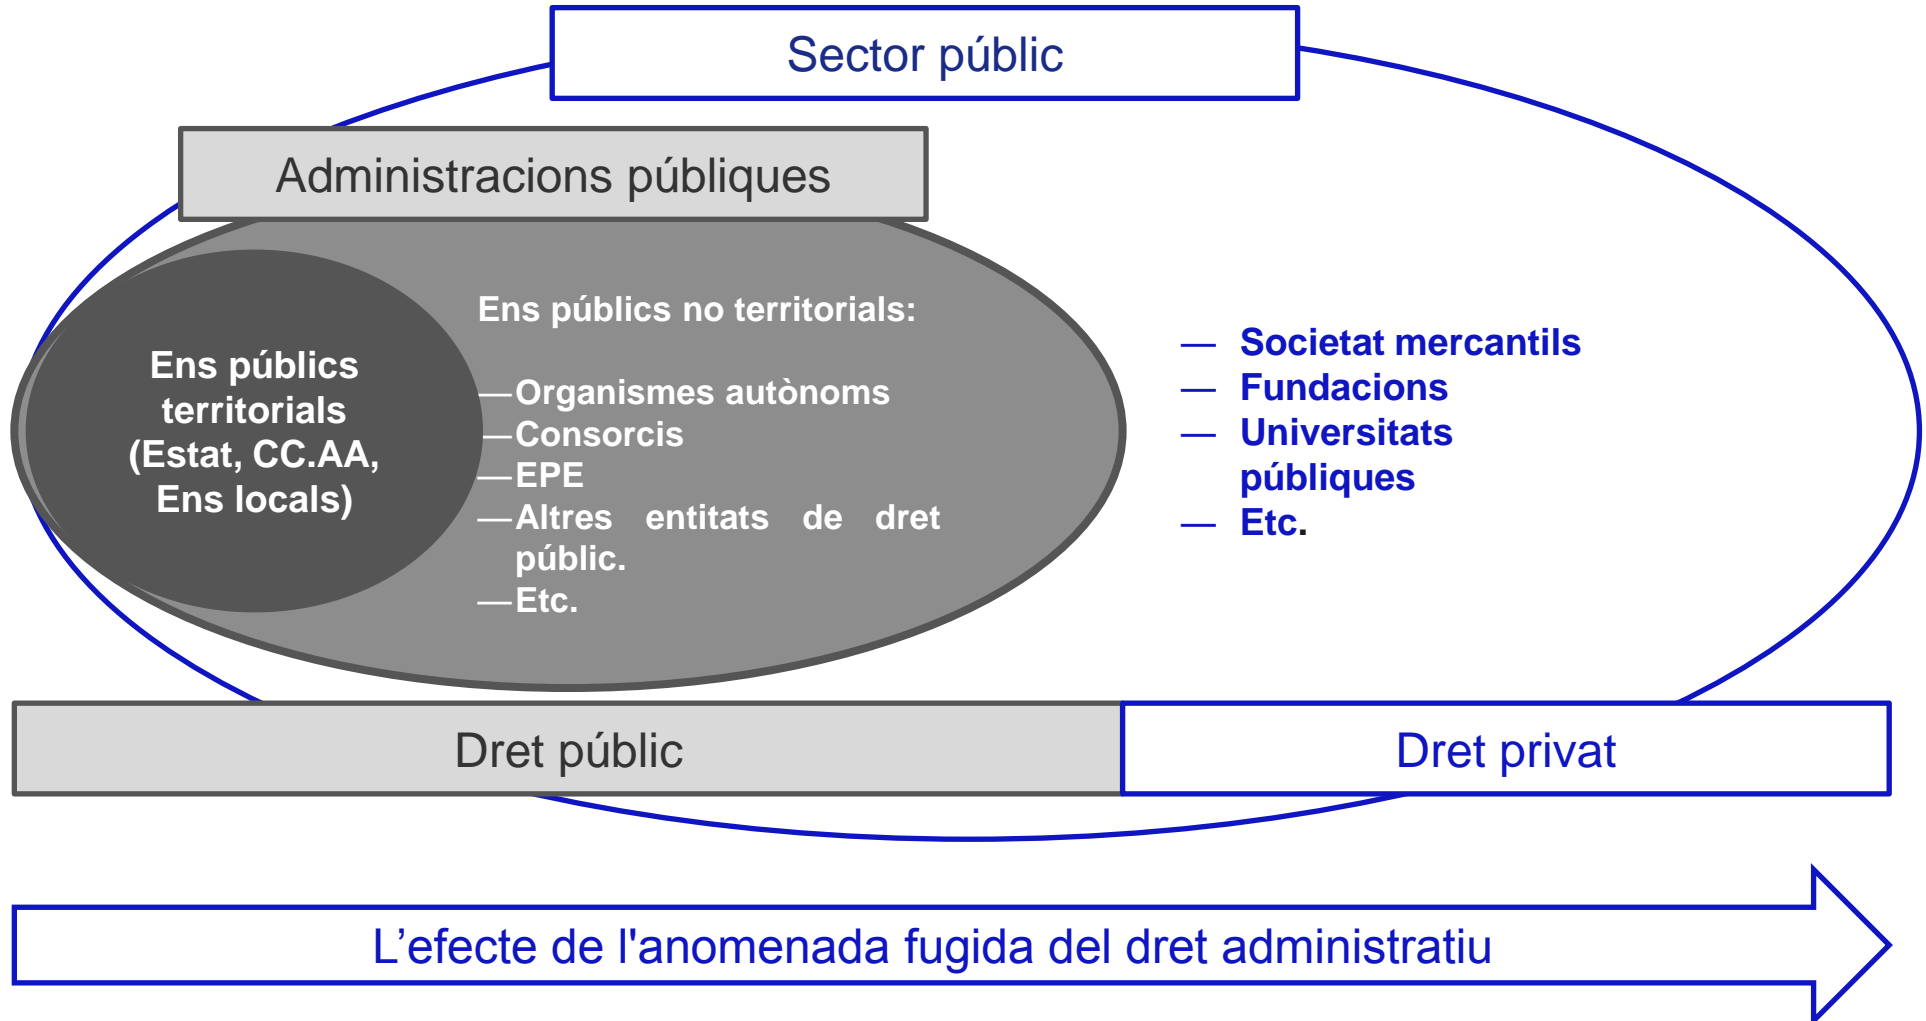 Sector públic
Administracions públiques
Ens públics
territorials
(Estat, CC.AA,
Ens locals)
Ens públics no territorials:
—Organismes autònoms
—Consorcis
—EPE
—Altres entitats de dret
públic.
—Etc.
— Societat mercantils
— Fundacions
— Universitats
públiques
— Etc.
Dret públic
Dret privat
L’efecte de l'anomenada fugida del dret administratiu